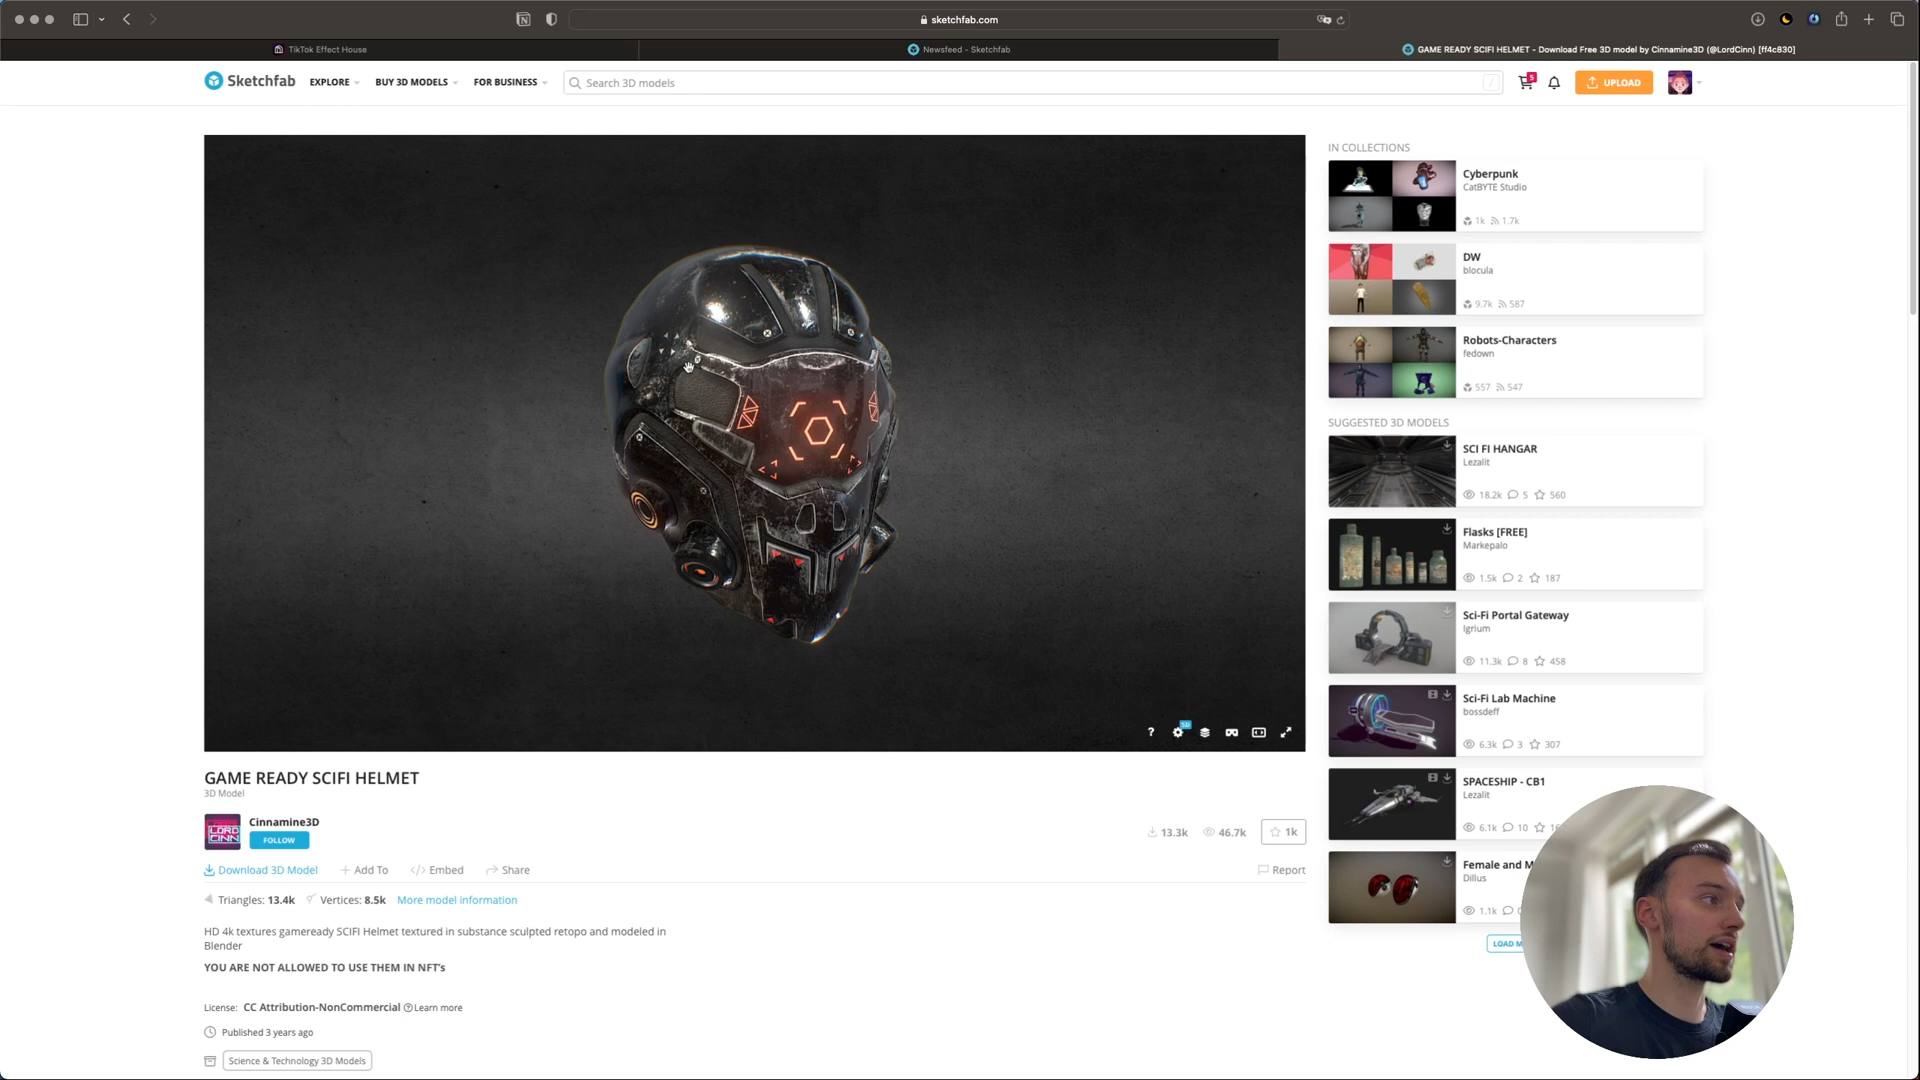 sketchfab.com
TikTok Effect House
Newsfeed - Sketchfab
GAME READY SCIFI HELMET - Download Free 3D model by Cinnamine3D (@LordCinn) [ff4c830]
Sketchfab
EXPLORE
BUY 3D MODELS
FOR BUSINESS
Search 3D models
/
5
UPLOAD
IN COLLECTIONS
Cyberpunk
CatBYTE Studio
1k 1.7k
DW
blocula
9.7k 587
Robots-Characters
fedown
557 547
SUGGESTED 3D MODELS
SCI FI HANGAR
Lezalit
18.2k 5 560
Flasks [FREE]
Markepalo
1.5k 2 187
Sci-Fi Portal Gateway
Igrium
11.3k 8 458
Sci-Fi Lab Machine
bossdeff
6.3k 3 307
SPACESHIP - CB1
Lezalit
6.1k 10
Female and M
Dillus
1.1k
LOAD M
? SD
GAME READY SCIFI HELMET
3D Model
LORD
CINN
Cinnamine3D
FOLLOW
13.3k 46.7k 1k
Download 3D Model
Add To
Embed
Share
Report
Triangles: 13.4k Vertices: 8.5k More model information
HD 4k textures gameready SCIFI Helmet textured in substance sculpted retopo and modeled in
Blender
YOU ARE NOT ALLOWED TO USE THEM IN NFT's
License: CC Attribution-NonCommercial Learn more
Published 3 years ago
Science & Technology 3D Models